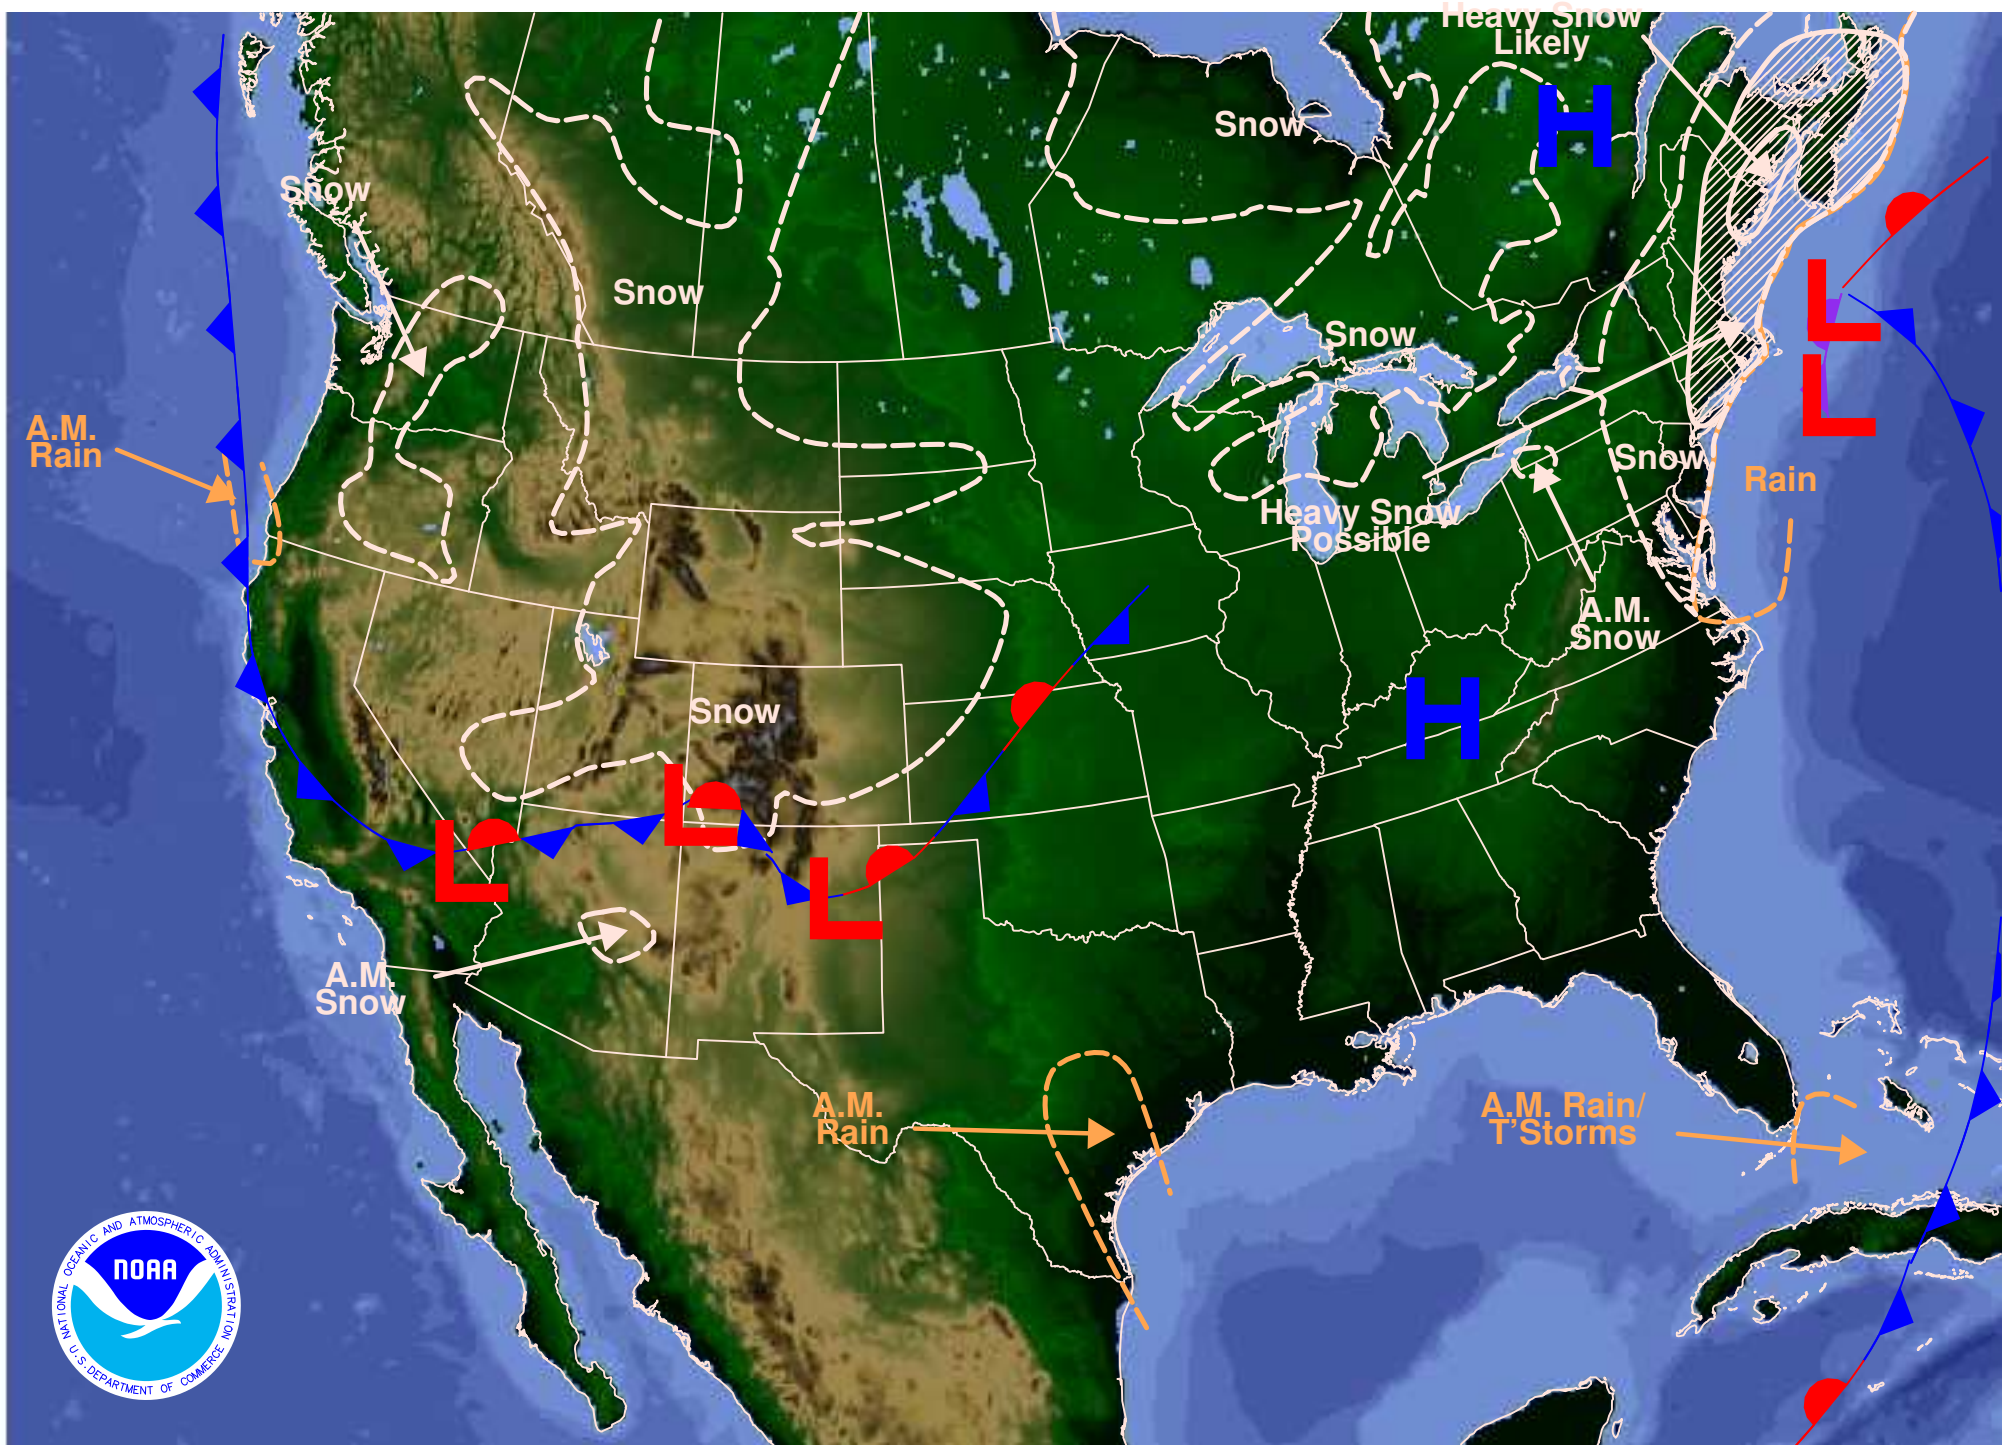 Heavy Snow
Likely
H
Snow
Snow
Snow
Snow
L
L
A.M.
Rain
Snow
Rain
Heavy Snow
Possible
A.M.
Snow
Snow
H
L
L
L
A.M.
Snow
A.M.
Rain
A.M. Rain/
T'Storms
NATIONAL OCEANIC AND ATMOSPHERIC ADMINISTRATION
NOAA
U.S. DEPARTMENT OF COMMERCE